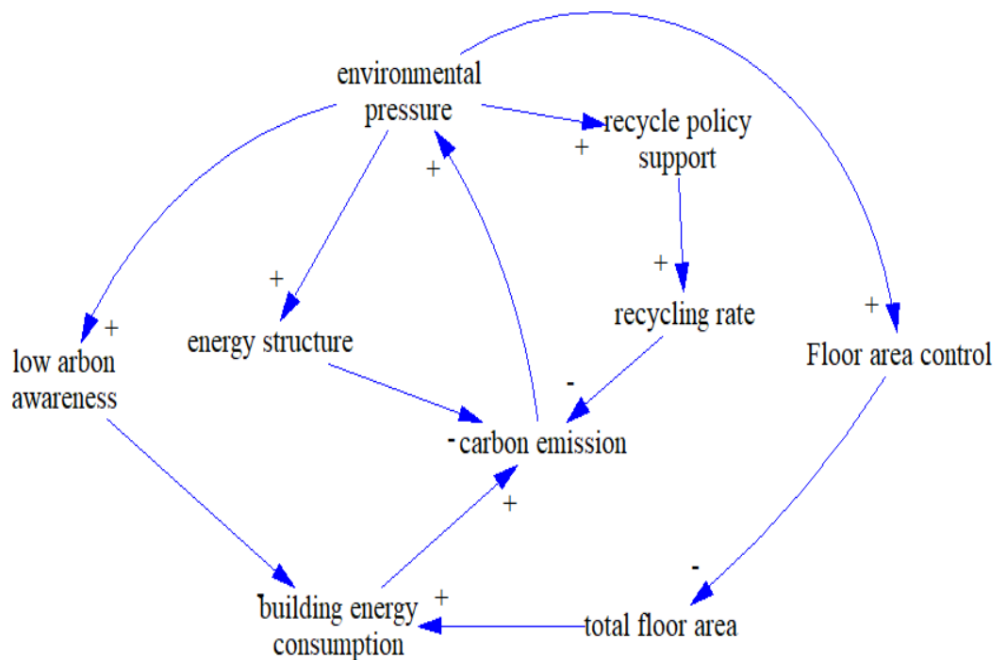 environmental
pressure
recycle policy
support
+
+
+
+
recycling rate
+
energy structure
+
low arbon
awareness
+
Floor area control
-
-
carbon emission
+
-
-
building energy
consumption
+
total floor area